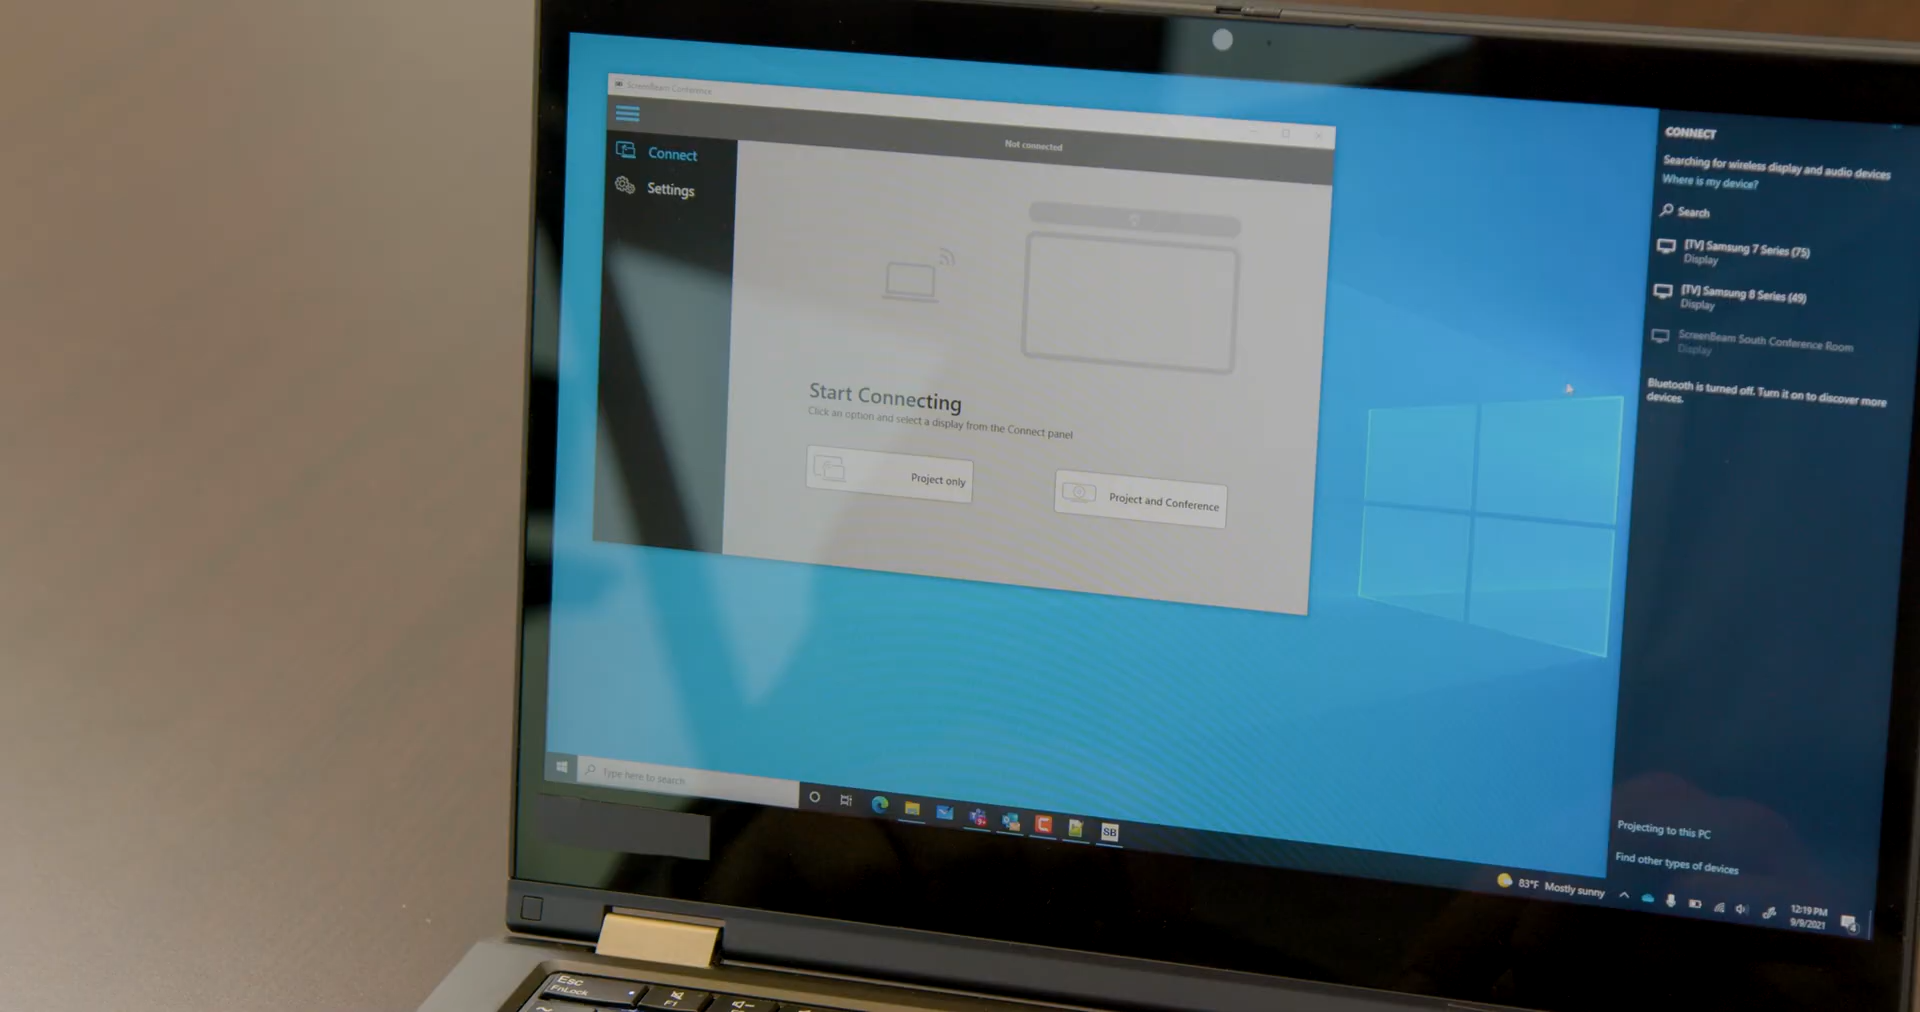 ScreenBeam Conference
Not connected
Connect
Settings
Start Connecting
Click an option and select a display from the Connect panel
Project only
Project and Conference
CONNECT
Searching for wireless display and audio devices
Where is my device?
Search
[TV] Samsung 7 Series (75)
Display
[TV] Samsung 8 Series (49)
Display
ScreenBeam South Conference Room
Display
Bluetooth is turned off. Turn it on to discover more
devices.
Projecting to this PC
Find other types of devices
Type here to search
SB
83°F Mostly sunny
12:19 PM
9/9/2021
4
Esc
FnLock
F1